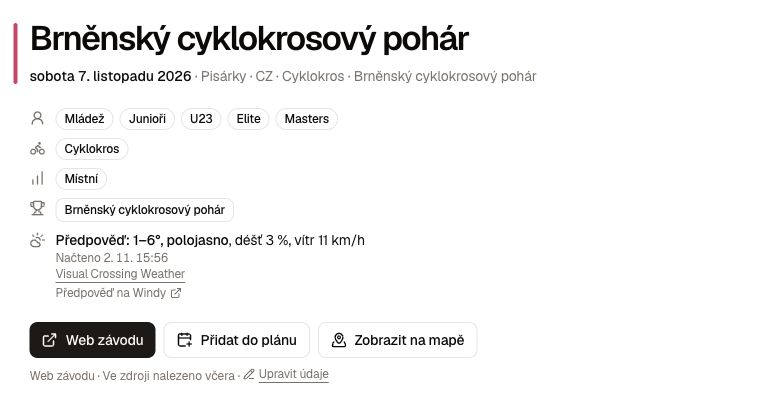 Brněnský cyklokrosový pohár
sobota 7. listopadu 2026 · Pisárky · CZ · Cyklokros · Brněnský cyklokrosový pohár
Mládež Junioři U23 Elite Masters
Cyklokros
Místní
Brněnský cyklokrosový pohár
Předpověď: 1–6°, polojasno, déšť 3 %, vítr 11 km/h
Načteno 2. 11. 15:56
Visual Crossing Weather
Předpověď na Windy
Web závodu Přidat do plánu Zobrazit na mapě
Web závodu · Ve zdroji nalezeno včera · Upravit údaje